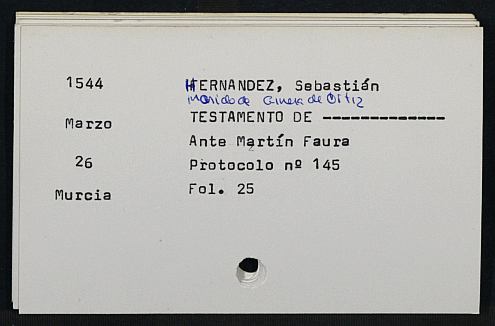 1544 HERNANDEZ, Sebastián
Marido de Ginesa de Ortiz
Marzo TESTAMENTO DE -------------
Ante Martín Faura
26 Protocolo nº 145
Murcia Fol. 25